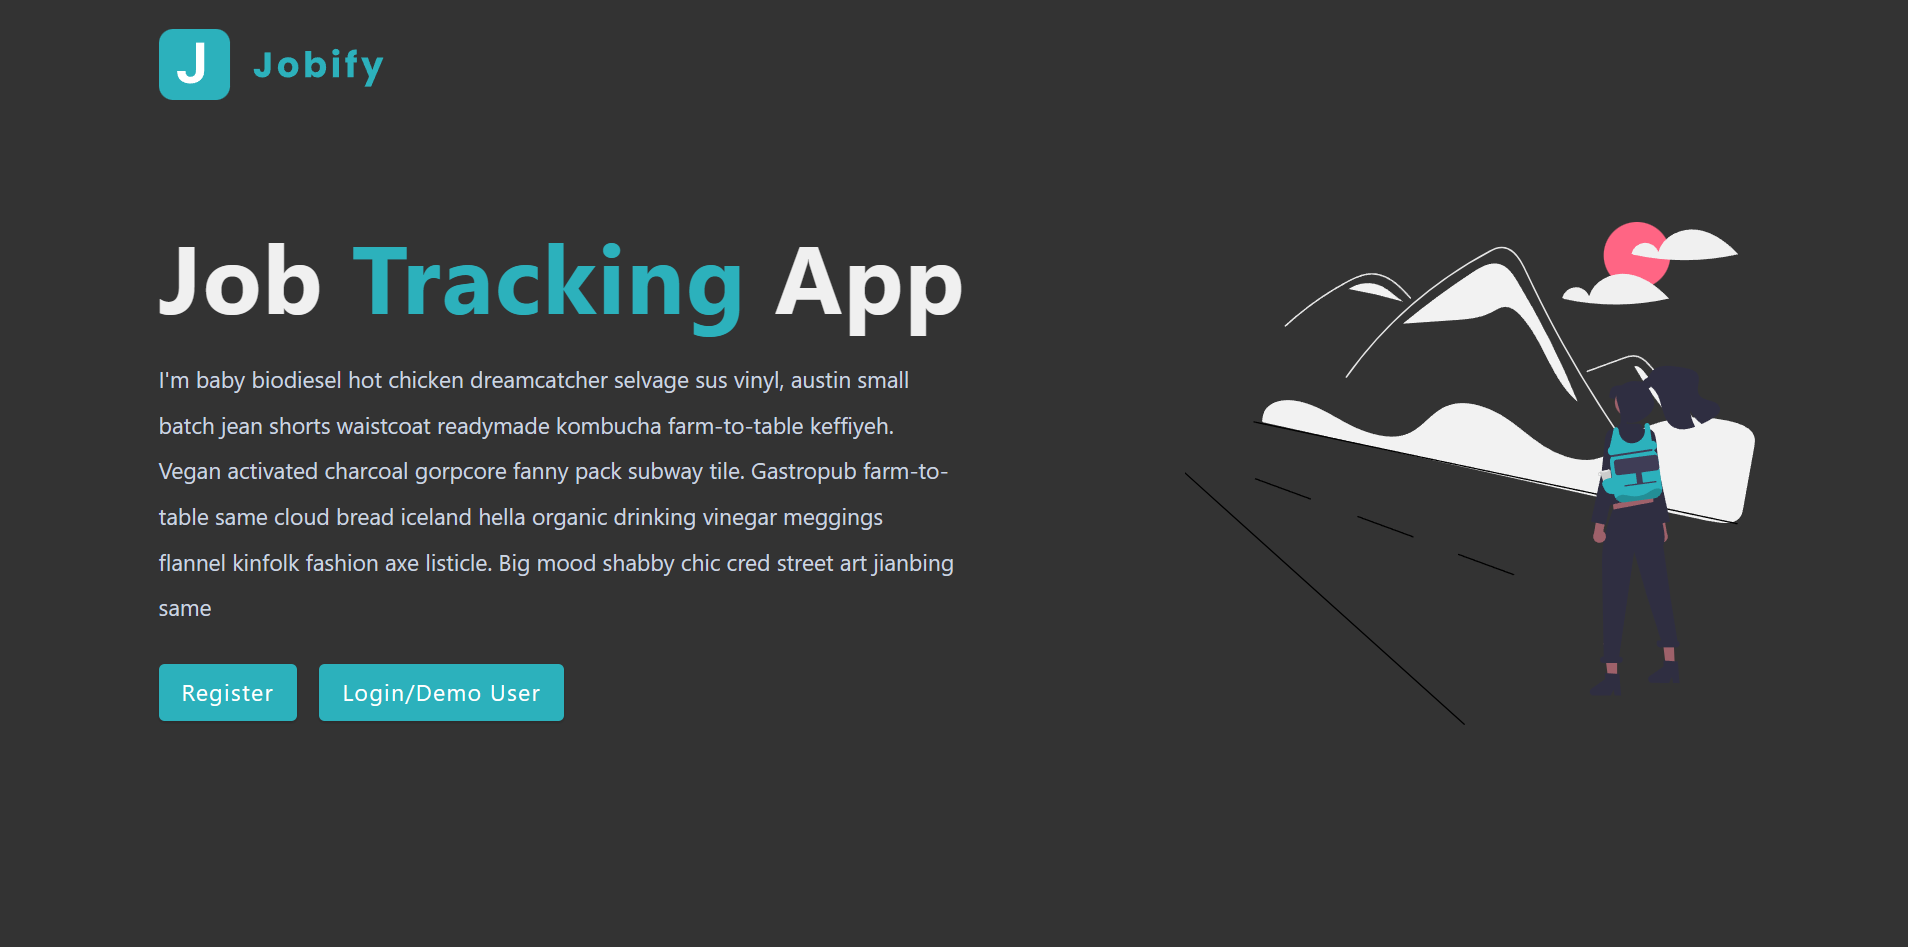 J Jobify
Job Tracking App
I'm baby biodiesel hot chicken dreamcatcher selvage sus vinyl, austin small
batch jean shorts waistcoat readymade kombucha farm-to-table keffiyeh.
Vegan activated charcoal gorpcore fanny pack subway tile. Gastropub farm-to-
table same cloud bread iceland hella organic drinking vinegar meggings
flannel kinfolk fashion axe listicle. Big mood shabby chic cred street art jianbing
same
Register Login/Demo User